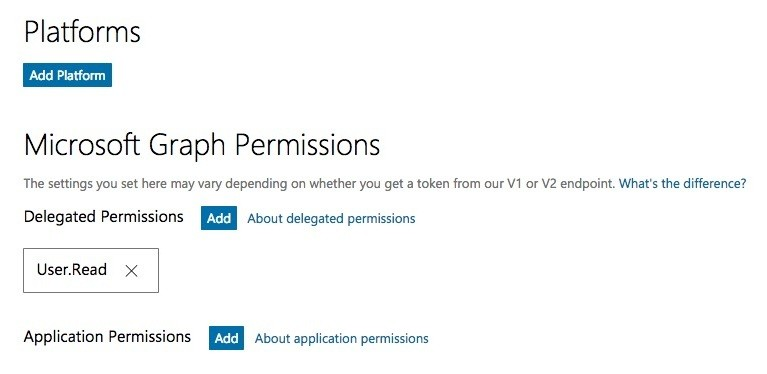 Platforms
Add Platform
Microsoft Graph Permissions
The settings you set here may vary depending on whether you get a token from our V1 or V2 endpoint. What's the difference?
Delegated Permissions Add About delegated permissions
User.Read
Application Permissions Add About application permissions